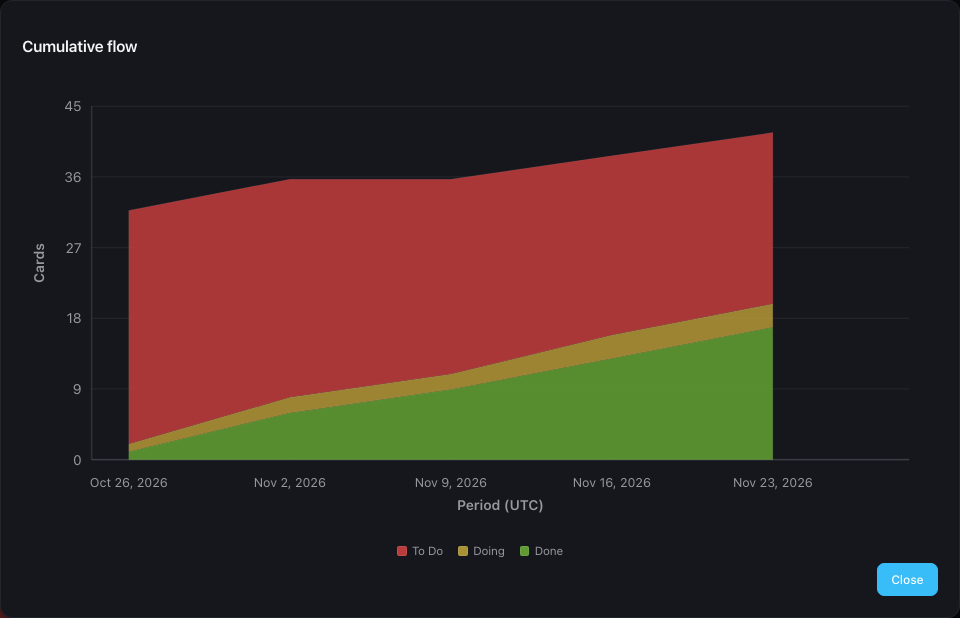 Cumulative flow
45
36
27
18
9
0
Cards
Oct 26, 2026 Nov 2, 2026 Nov 9, 2026 Nov 16, 2026 Nov 23, 2026
Period (UTC)
To Do Doing Done
Close